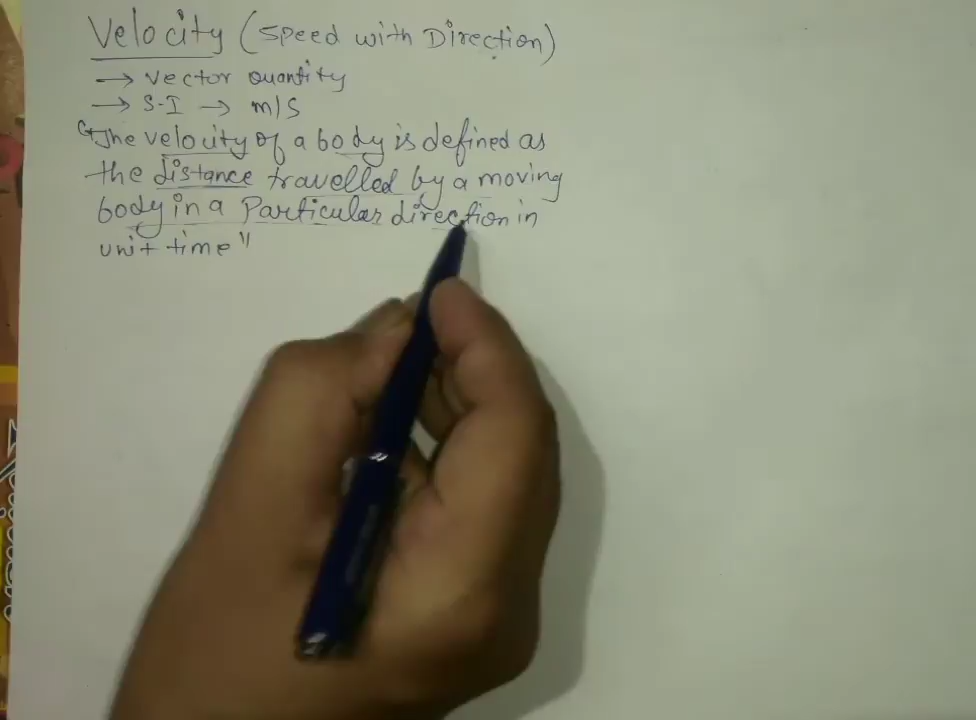 Velocity (Speed with Direction)
→ Vector quantity
→ S.I → m/s
"The velocity of a body is defined as
the distance travelled by a moving
body in a Particular direction in
unit time"